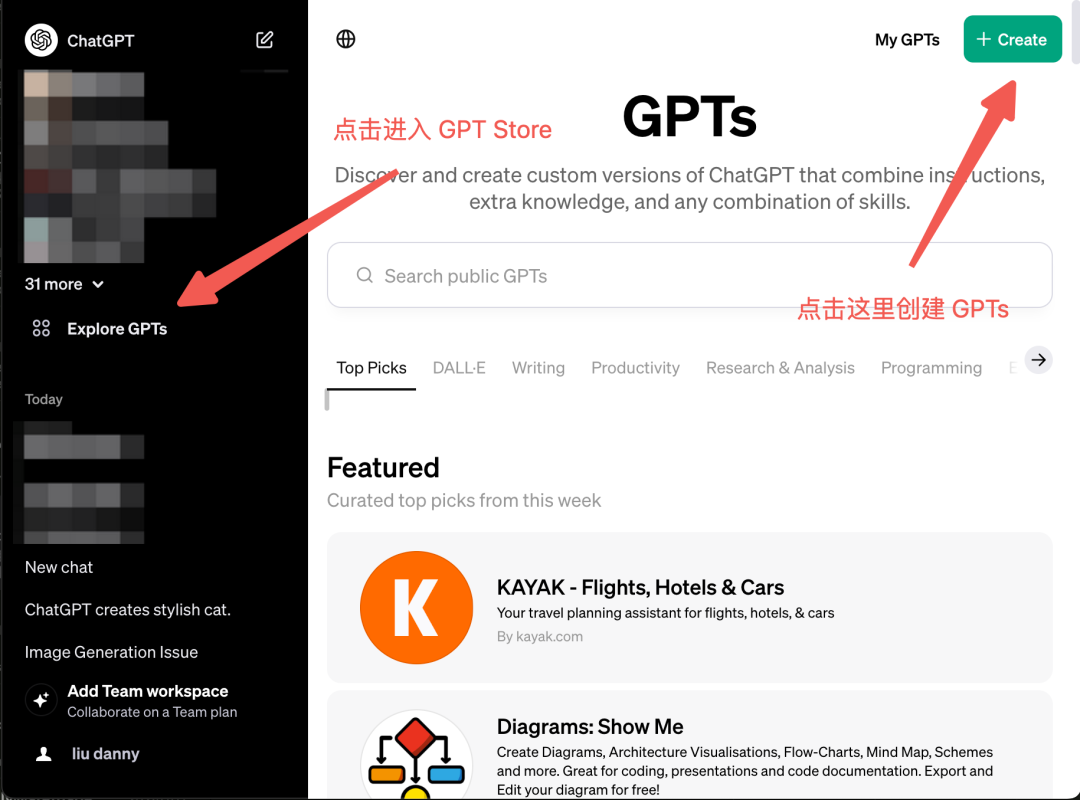 ChatGPT
31 more
Explore GPTs
Today
New chat
ChatGPT creates stylish cat.
Image Generation Issue
Add Team workspace
Collaborate on a Team plan
liu danny
My GPTs
+ Create
GPTs
点击进入 GPT Store
Discover and create custom versions of ChatGPT that combine instructions,
extra knowledge, and any combination of skills.
Search public GPTs
点击这里创建 GPTs
Top Picks
DALL·E
Writing
Productivity
Research & Analysis
Programming
Featured
Curated top picks from this week
K
KAYAK - Flights, Hotels & Cars
Your travel planning assistant for flights, hotels, & cars
By kayak.com
Diagrams: Show Me
Create Diagrams, Architecture Visualisations, Flow-Charts, Mind Map, Schemes
and more. Great for coding, presentations and code documentation. Export and
Edit your diagram for free!